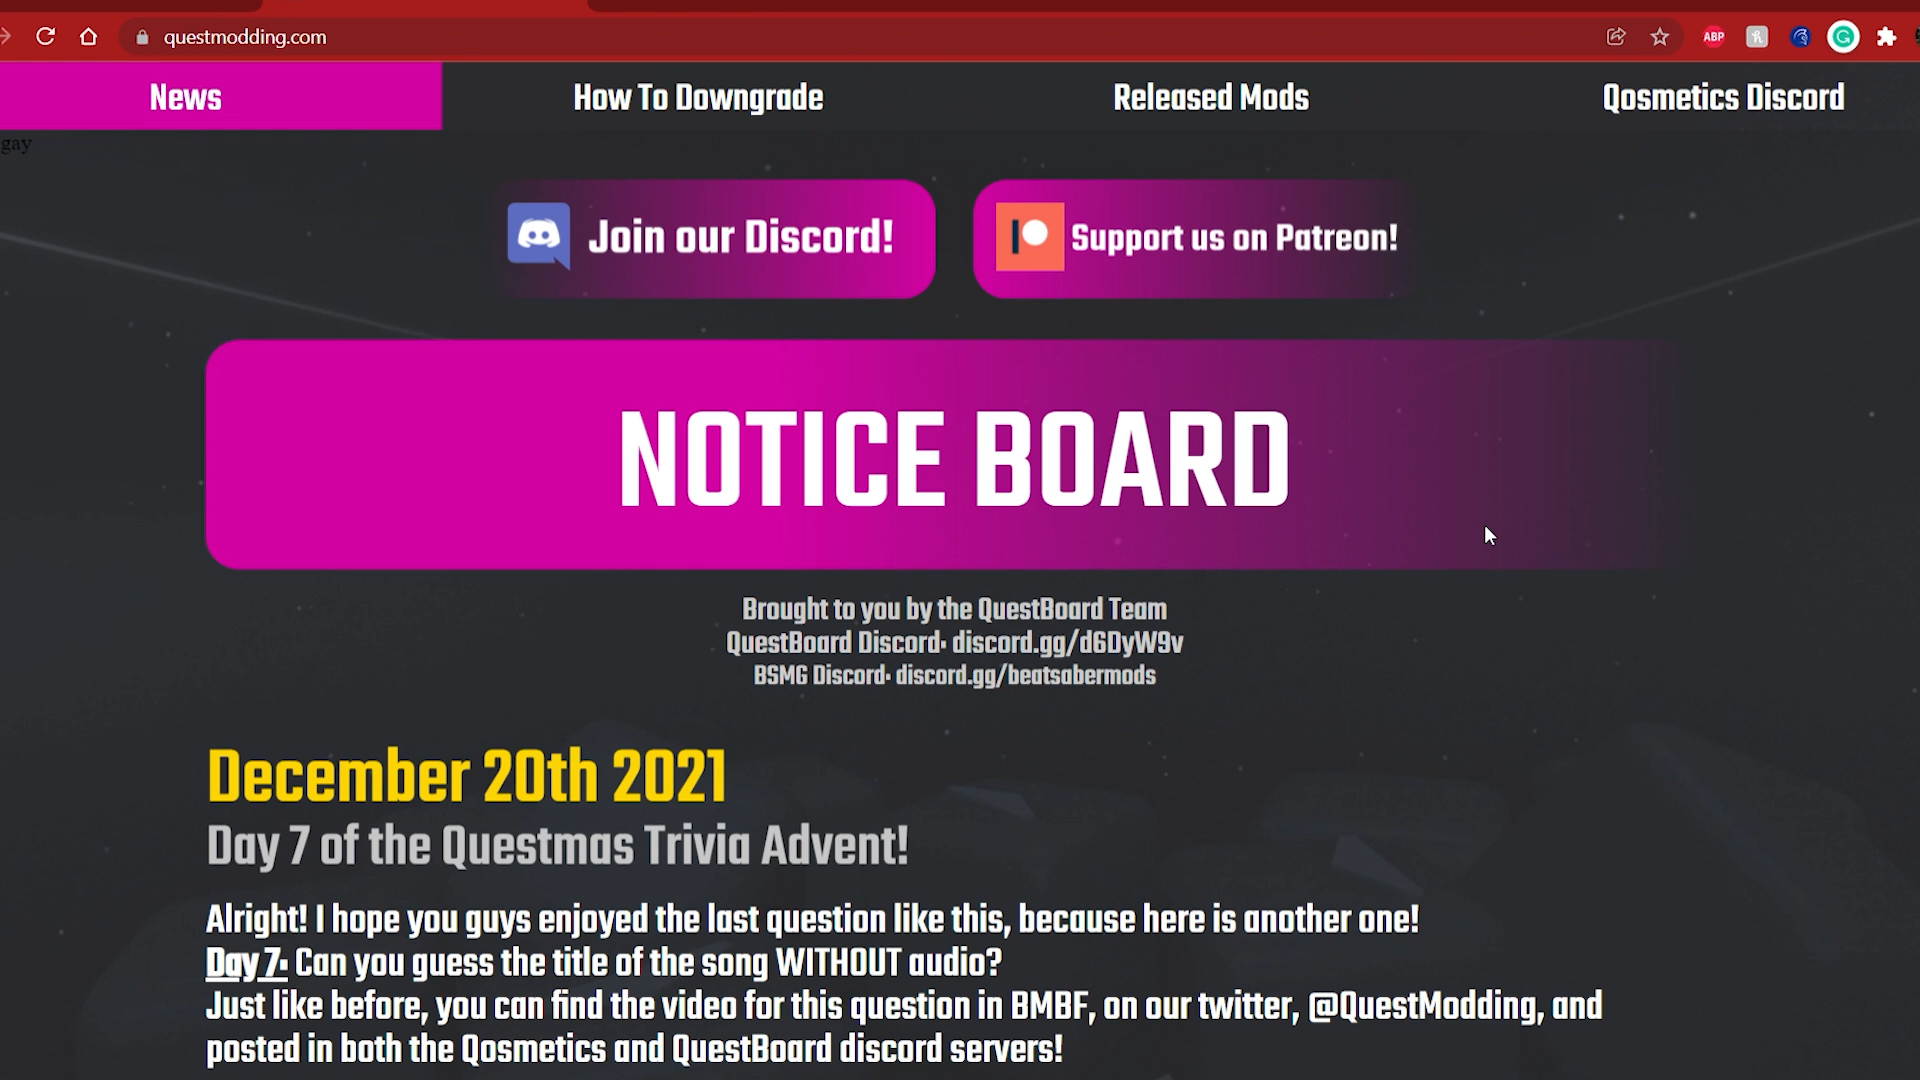 questmodding.com
ABP
News
How To Downgrade
Released Mods
Qosmetics Discord
gay
Join our Discord!
Support us on Patreon!
NOTICE BOARD
Brought to you by the QuestBoard Team
QuestBoard Discord: discord.gg/d6DyW9v
BSMG Discord: discord.gg/beatsabermods
December 20th 2021
Day 7 of the Questmas Trivia Advent!
Alright! I hope you guys enjoyed the last question like this, because here is another one!
Day 7: Can you guess the title of the song WITHOUT audio?
Just like before, you can find the video for this question in BMBF, on our twitter, @QuestModding, and
posted in both the Qosmetics and QuestBoard discord servers!